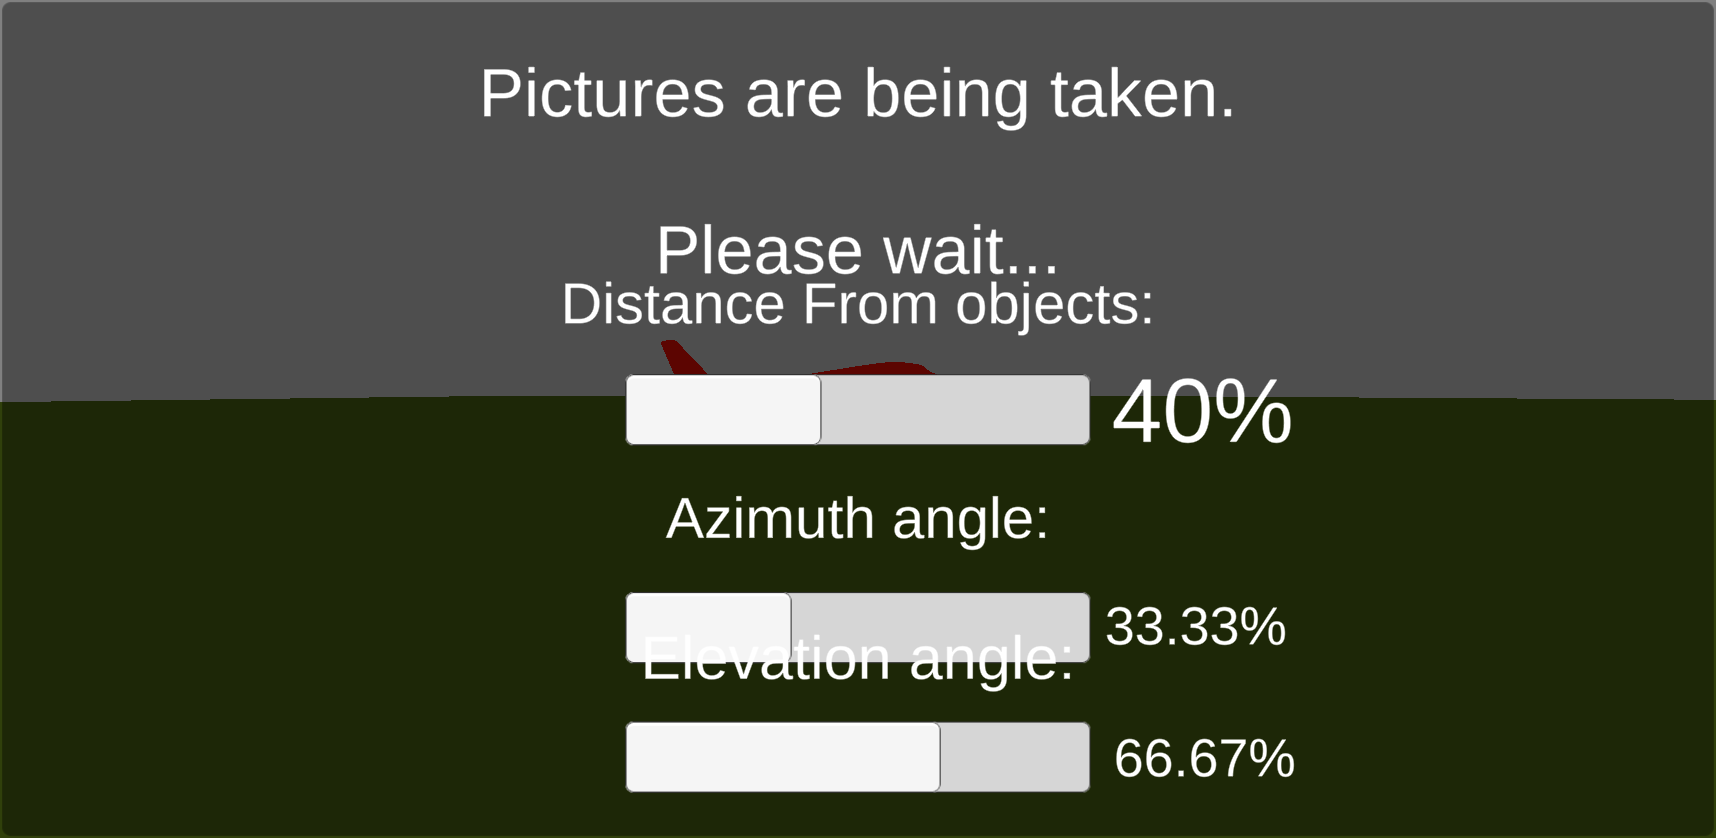 Pictures are being taken.
Please wait...
Distance From objects:
40%
Azimuth angle:
33.33%
Elevation angle:
66.67%